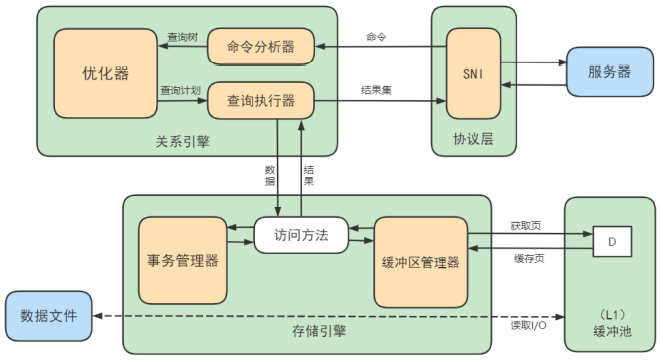 查询树
命令分析器
命令
优化器
SNI
服务器
查询计划
查询执行器
结果集
关系引擎
协议层
数据
结果
访问方法
事务管理器
缓冲区管理器
获取页
D
缓存页
数据文件
存储引擎
读取I/O
（L1）
缓冲池